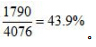 1790
4076 = 43.9% .